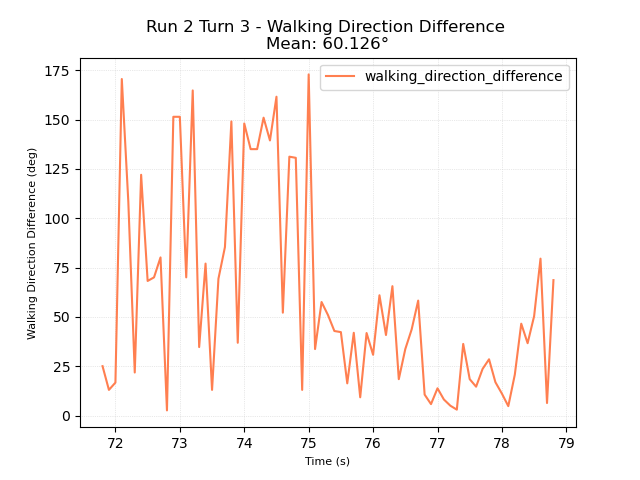 Run 2 Turn 3 - Walking Direction Difference
Mean: 60.126°
walking_direction_difference
175
150
125
100
75
50
25
0
Walking Direction Difference (deg)
72 73 74 75 76 77 78 79
Time (s)